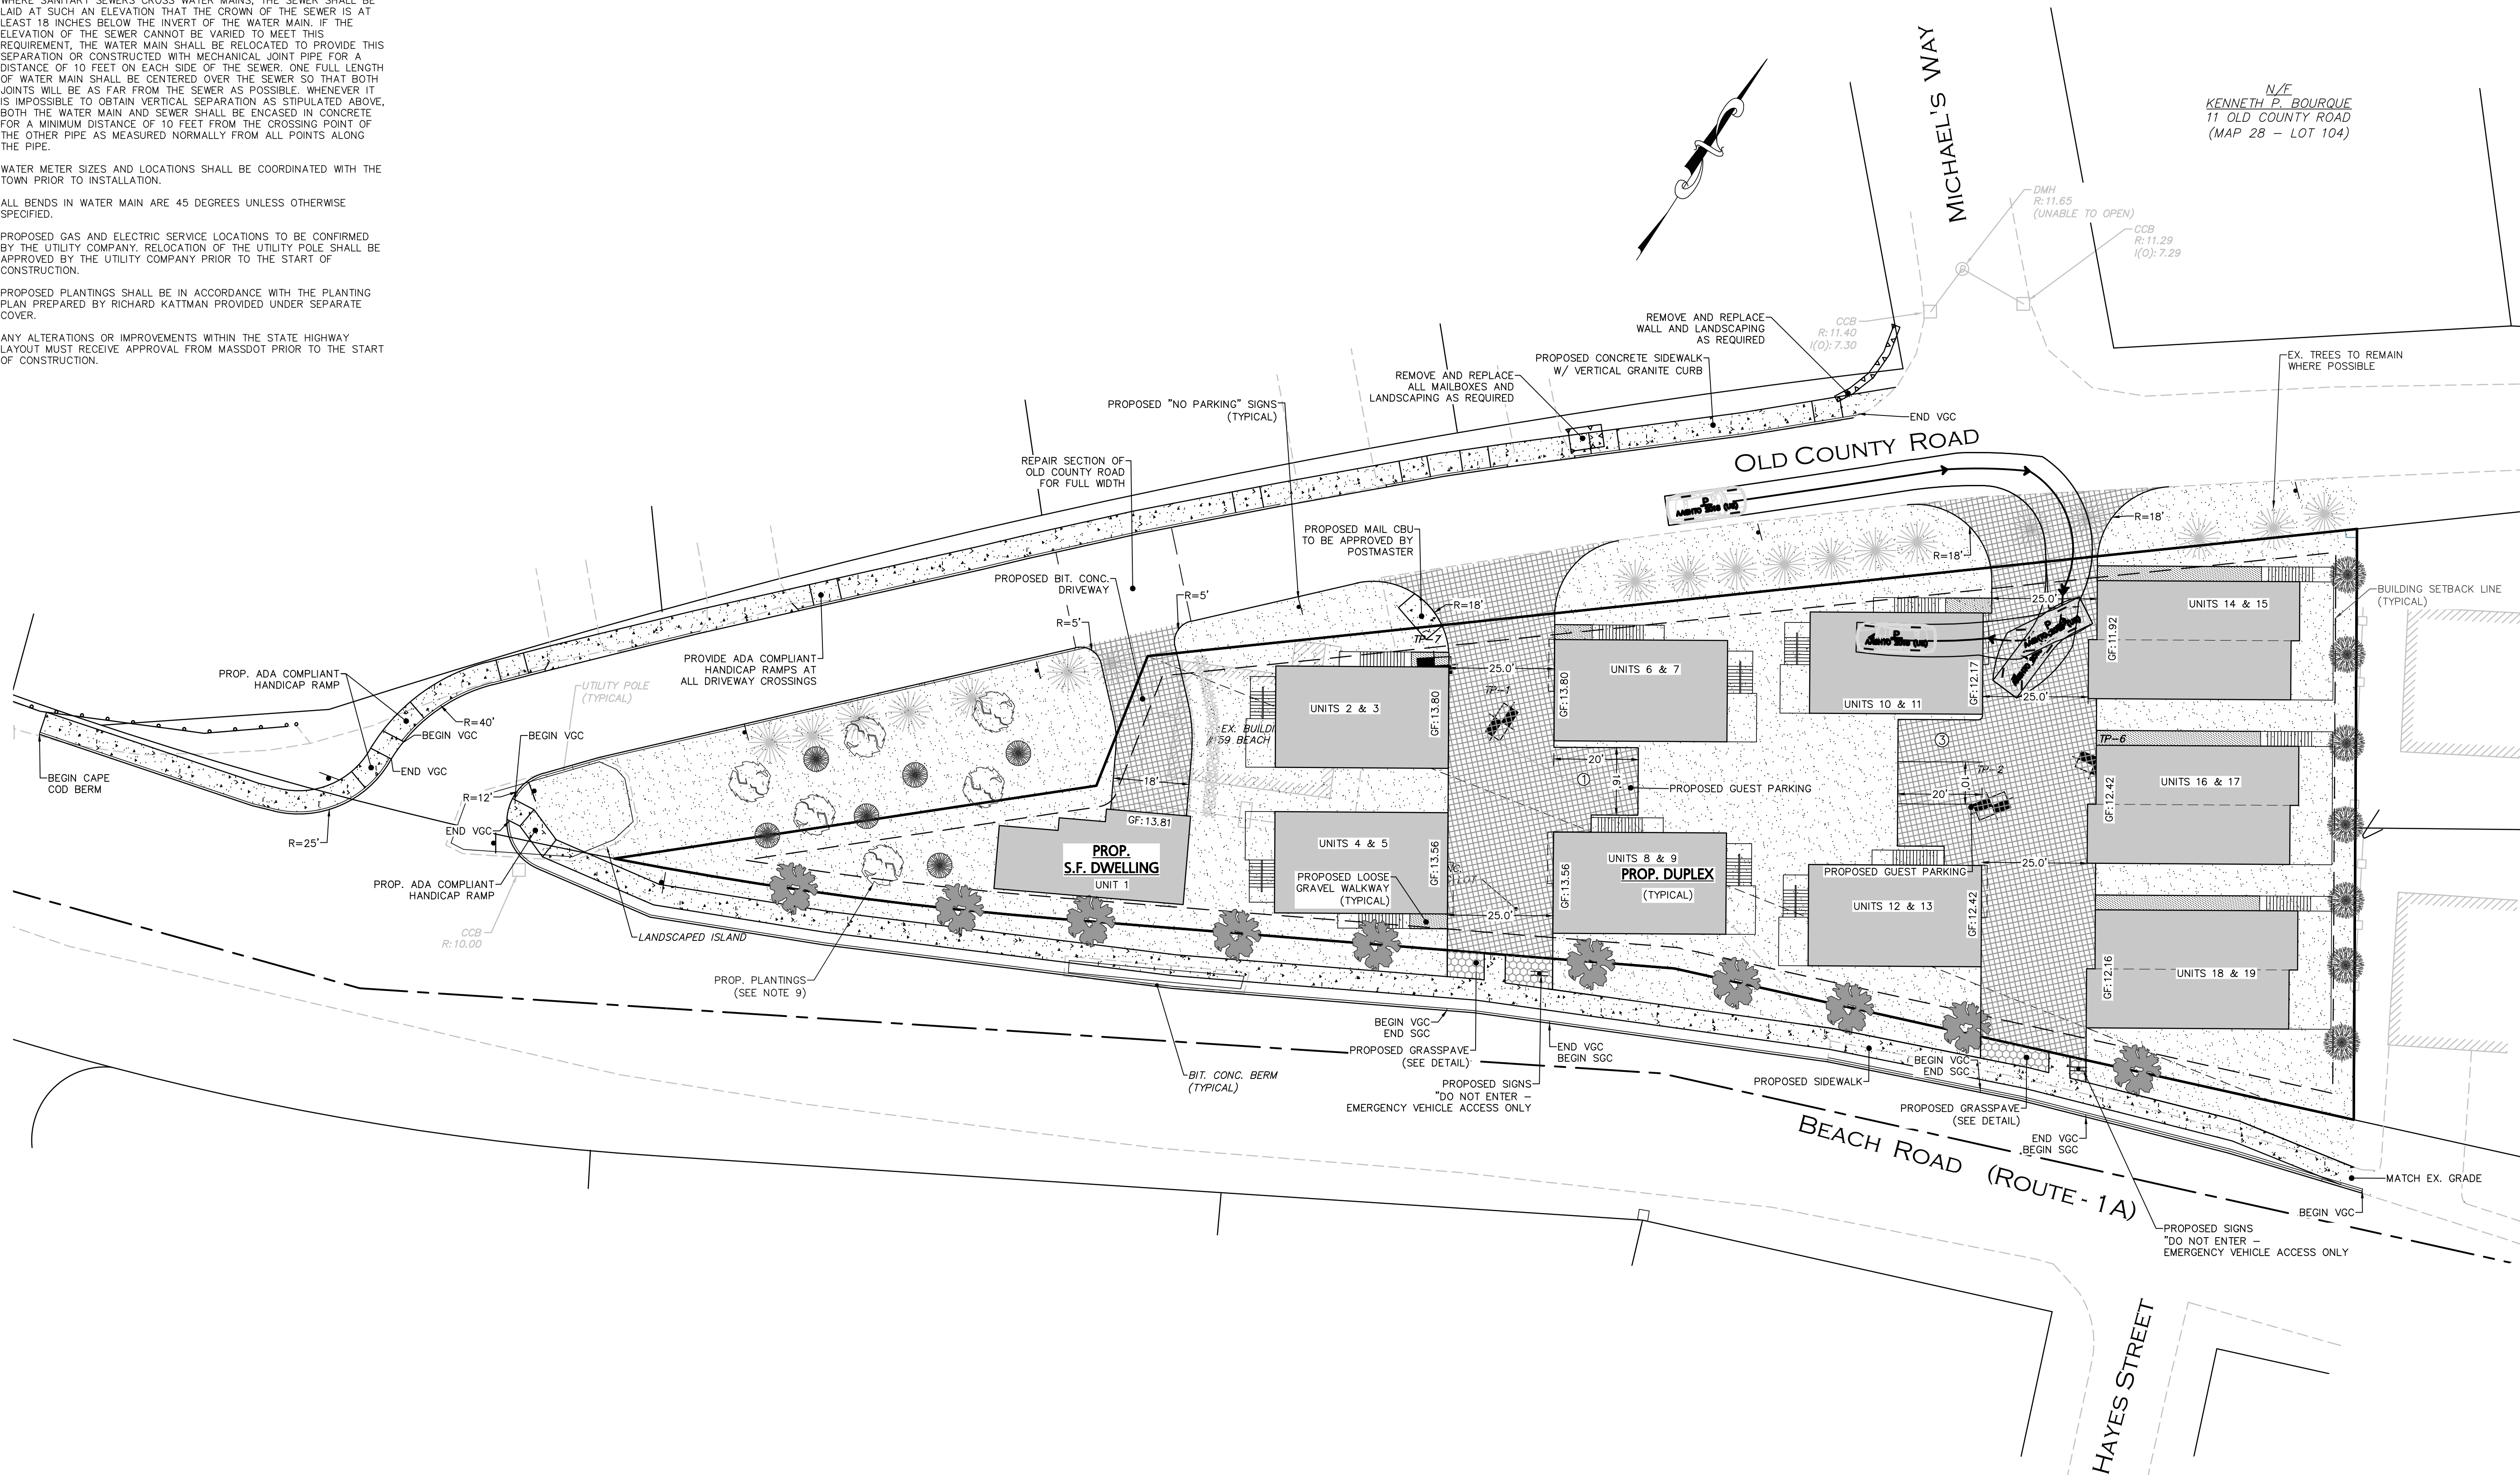 WHERE SANITARY SEWERS CROSS WATER MAINS, THE SEWER SHALL BE
LAID AT SUCH AN ELEVATION THAT THE CROWN OF THE SEWER IS AT
LEAST 18 INCHES BELOW THE INVERT OF THE WATER MAIN. IF THE
ELEVATION OF THE SEWER CANNOT BE VARIED TO MEET THIS
REQUIREMENT, THE WATER MAIN SHALL BE RELOCATED TO PROVIDE THIS
SEPARATION OR CONSTRUCTED WITH MECHANICAL JOINT PIPE FOR A
DISTANCE OF 10 FEET ON EACH SIDE OF THE SEWER. ONE FULL LENGTH
OF WATER MAIN SHALL BE CENTERED OVER THE SEWER SO THAT BOTH
JOINTS WILL BE AS FAR FROM THE SEWER AS POSSIBLE. WHENEVER IT
IS IMPOSSIBLE TO OBTAIN VERTICAL SEPARATION AS STIPULATED ABOVE,
BOTH THE WATER MAIN AND SEWER SHALL BE ENCASED IN CONCRETE
FOR A MINIMUM DISTANCE OF 10 FEET FROM THE CROSSING POINT OF
THE OTHER PIPE AS MEASURED NORMALLY FROM ALL POINTS ALONG
THE PIPE.
WATER METER SIZES AND LOCATIONS SHALL BE COORDINATED WITH THE
TOWN PRIOR TO INSTALLATION.
ALL BENDS IN WATER MAIN ARE 45 DEGREES UNLESS OTHERWISE
SPECIFIED.
PROPOSED GAS AND ELECTRIC SERVICE LOCATIONS TO BE CONFIRMED
BY THE UTILITY COMPANY. RELOCATION OF THE UTILITY POLE SHALL BE
APPROVED BY THE UTILITY COMPANY PRIOR TO THE START OF
CONSTRUCTION.
PROPOSED PLANTINGS SHALL BE IN ACCORDANCE WITH THE PLANTING
PLAN PREPARED BY RICHARD KATTMAN PROVIDED UNDER SEPARATE
COVER.
ANY ALTERATIONS OR IMPROVEMENTS WITHIN THE STATE HIGHWAY
LAYOUT MUST RECEIVE APPROVAL FROM MASSDOT PRIOR TO THE START
OF CONSTRUCTION.
MICHAEL'S WAY
N/F
KENNETH P. BOURQUE
11 OLD COUNTY ROAD
(MAP 28 – LOT 104)
DMH
R:11.65
(UNABLE TO OPEN)
CCB
R:11.29
I(O):7.29
CCB
R:11.40
I(O):7.30
REMOVE AND REPLACE
WALL AND LANDSCAPING
AS REQUIRED
PROPOSED CONCRETE SIDEWALK
W/ VERTICAL GRANITE CURB
REMOVE AND REPLACE
ALL MAILBOXES AND
LANDSCAPING AS REQUIRED
EX. TREES TO REMAIN
WHERE POSSIBLE
PROPOSED "NO PARKING" SIGNS
(TYPICAL)
END VGC
OLD COUNTY ROAD
REPAIR SECTION OF
OLD COUNTY ROAD
FOR FULL WIDTH
PROPOSED MAIL CBU
TO BE APPROVED BY
POSTMASTER
R=18'
R=18'
PROPOSED BIT. CONC.
DRIVEWAY
R=5'
R=5'
R=18'
TP-7
25.0'
BUILDING SETBACK LINE
(TYPICAL)
UNITS 14 & 15
GF:11.92
PROVIDE ADA COMPLIANT
HANDICAP RAMPS AT
ALL DRIVEWAY CROSSINGS
PROP. ADA COMPLIANT
HANDICAP RAMP
UTILITY POLE
(TYPICAL)
R=40'
BEGIN VGC
BEGIN VGC
END VGC
BEGIN CAPE
COD BERM
R=25'
R=12'
END VGC
PROP. ADA COMPLIANT
HANDICAP RAMP
CCB
R:10.00
LANDSCAPED ISLAND
PROP. PLANTINGS
(SEE NOTE 9)
18'
GF:13.81
PROP.
S.F. DWELLING
UNIT 1
UNITS 2 & 3
GF:13.80
25.0'
TP-1
EX. BUILDI
#59 BEACH
UNITS 6 & 7
GF:13.80
UNITS 10 & 11
GF:12.17
25.0'
20'
16'
1
PROPOSED GUEST PARKING
3
TP-2
TP-6
10'
20'
UNITS 16 & 17
GF:12.42
UNITS 4 & 5
GF:13.56
PROPOSED LOOSE
GRAVEL WALKWAY
(TYPICAL)
LOT
25.0'
GF:13.56
UNITS 8 & 9
PROP. DUPLEX
(TYPICAL)
PROPOSED GUEST PARKING
25.0'
UNITS 12 & 13
GF:12.42
UNITS 18 & 19
GF:12.16
BIT. CONC. BERM
(TYPICAL)
BEGIN VGC
END SGC
PROPOSED GRASSPAVE
(SEE DETAIL)
PROPOSED SIGNS
"DO NOT ENTER –
EMERGENCY VEHICLE ACCESS ONLY
END VGC
BEGIN SGC
PROPOSED SIDEWALK
BEGIN VGC
END SGC
PROPOSED GRASSPAVE
(SEE DETAIL)
END VGC
BEGIN SGC
BEACH ROAD (ROUTE - 1A)
MATCH EX. GRADE
BEGIN VGC
PROPOSED SIGNS
"DO NOT ENTER –
EMERGENCY VEHICLE ACCESS ONLY
HAYES STREET